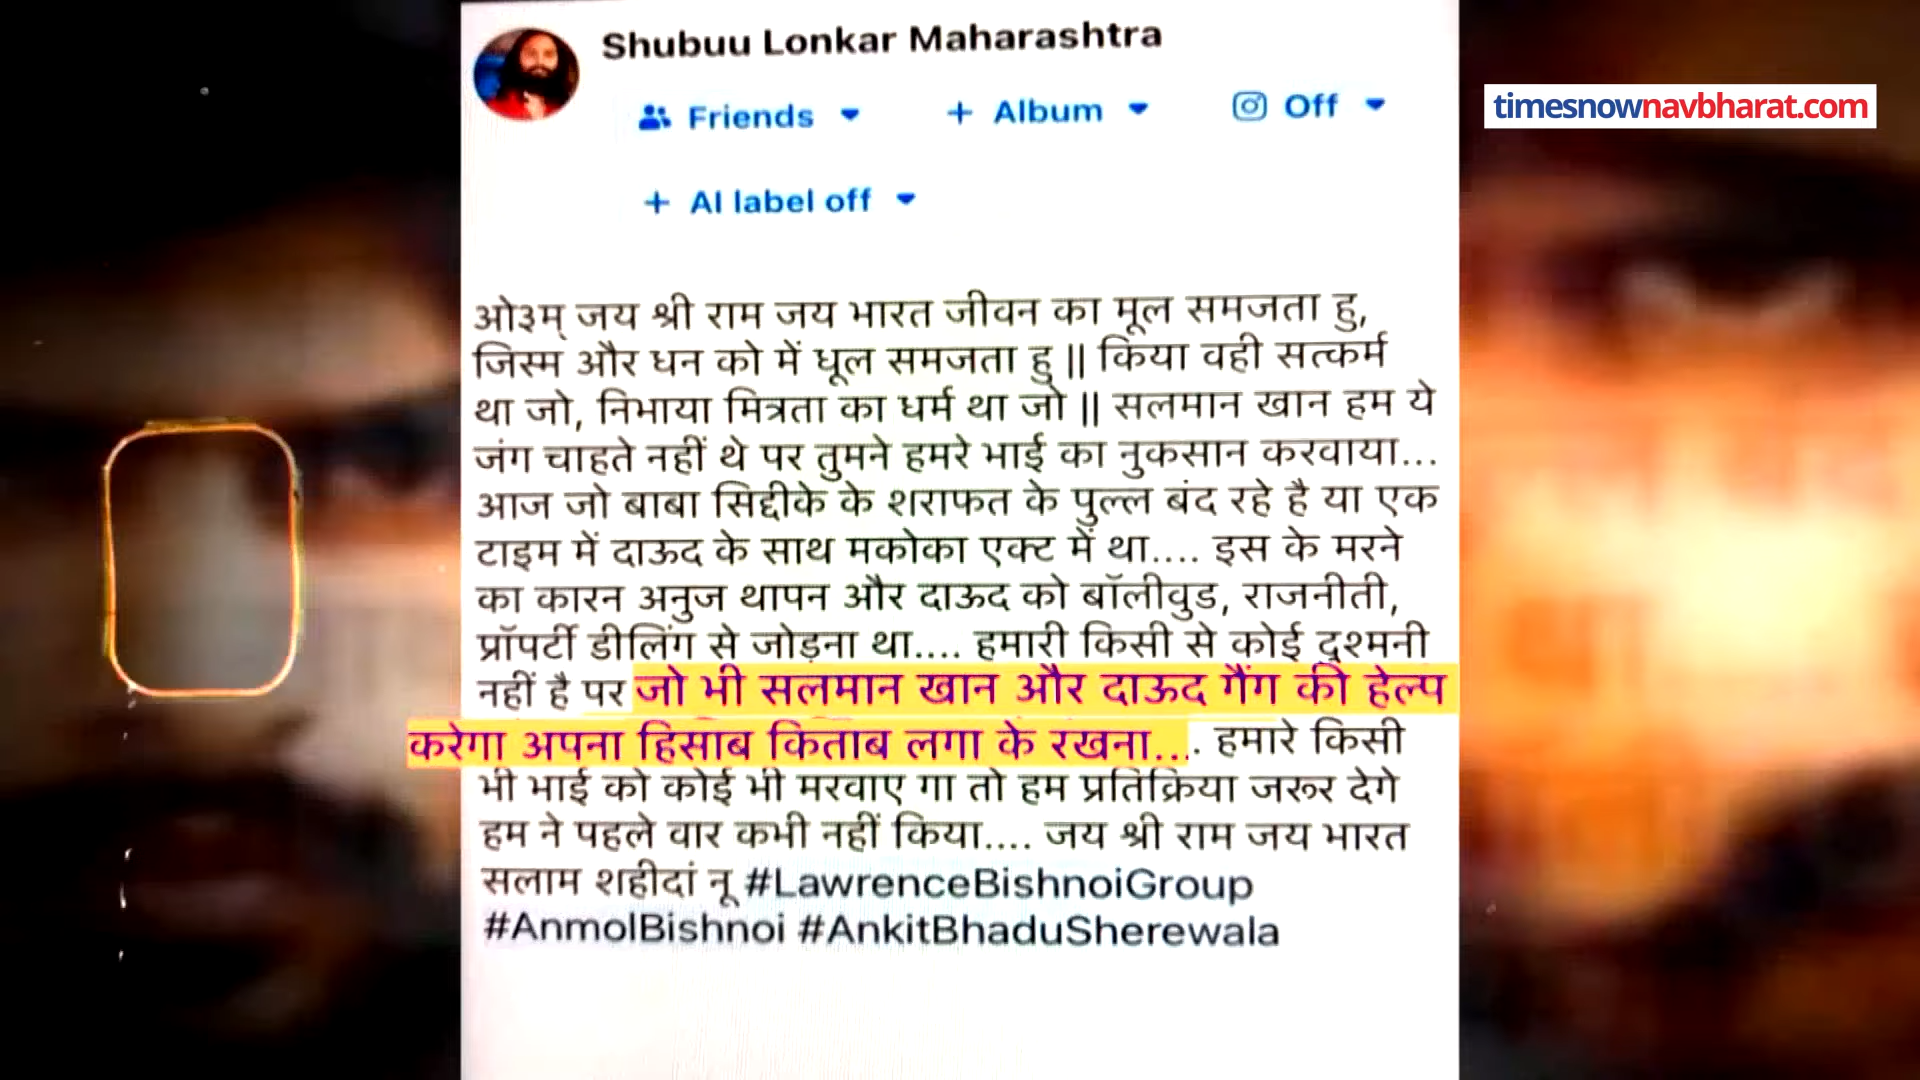 Shubuu Lonkar Maharashtra
timesnownavbharat.com
Friends + Album Off
+ AI label off
ओ३म् जय श्री राम जय भारत जीवन का मूल समजता हु,
जिस्म और धन को में धूल समजता हु || किया वही सत्कर्म
था जो, निभाया मित्रता का धर्म था जो || सलमान खान हम ये
जंग चाहते नहीं थे पर तुमने हमरे भाई का नुकसान करवाया...
आज जो बाबा सिद्दीके के शराफत के पुल्ल बंद रहे है या एक
टाइम में दाऊद के साथ मकोका एक्ट में था.... इस के मरने
का कारन अनुज थापन और दाऊद को बॉलीवुड, राजनीती,
प्रॉपर्टी डीलिंग से जोड़ना था.... हमारी किसी से कोई दुश्मनी
नहीं है पर जो भी सलमान खान और दाऊद गैंग की हेल्प
करेगा अपना हिसाब किताब लगा के रखना.... हमारे किसी
भी भाई को कोई भी मरवाए गा तो हम प्रतिक्रिया जरूर देगे
हम ने पहले वार कभी नहीं किया.... जय श्री राम जय भारत
सलाम शहीदां नू #LawrenceBishnoiGroup
#AnmolBishnoi #AnkitBhaduSherewala